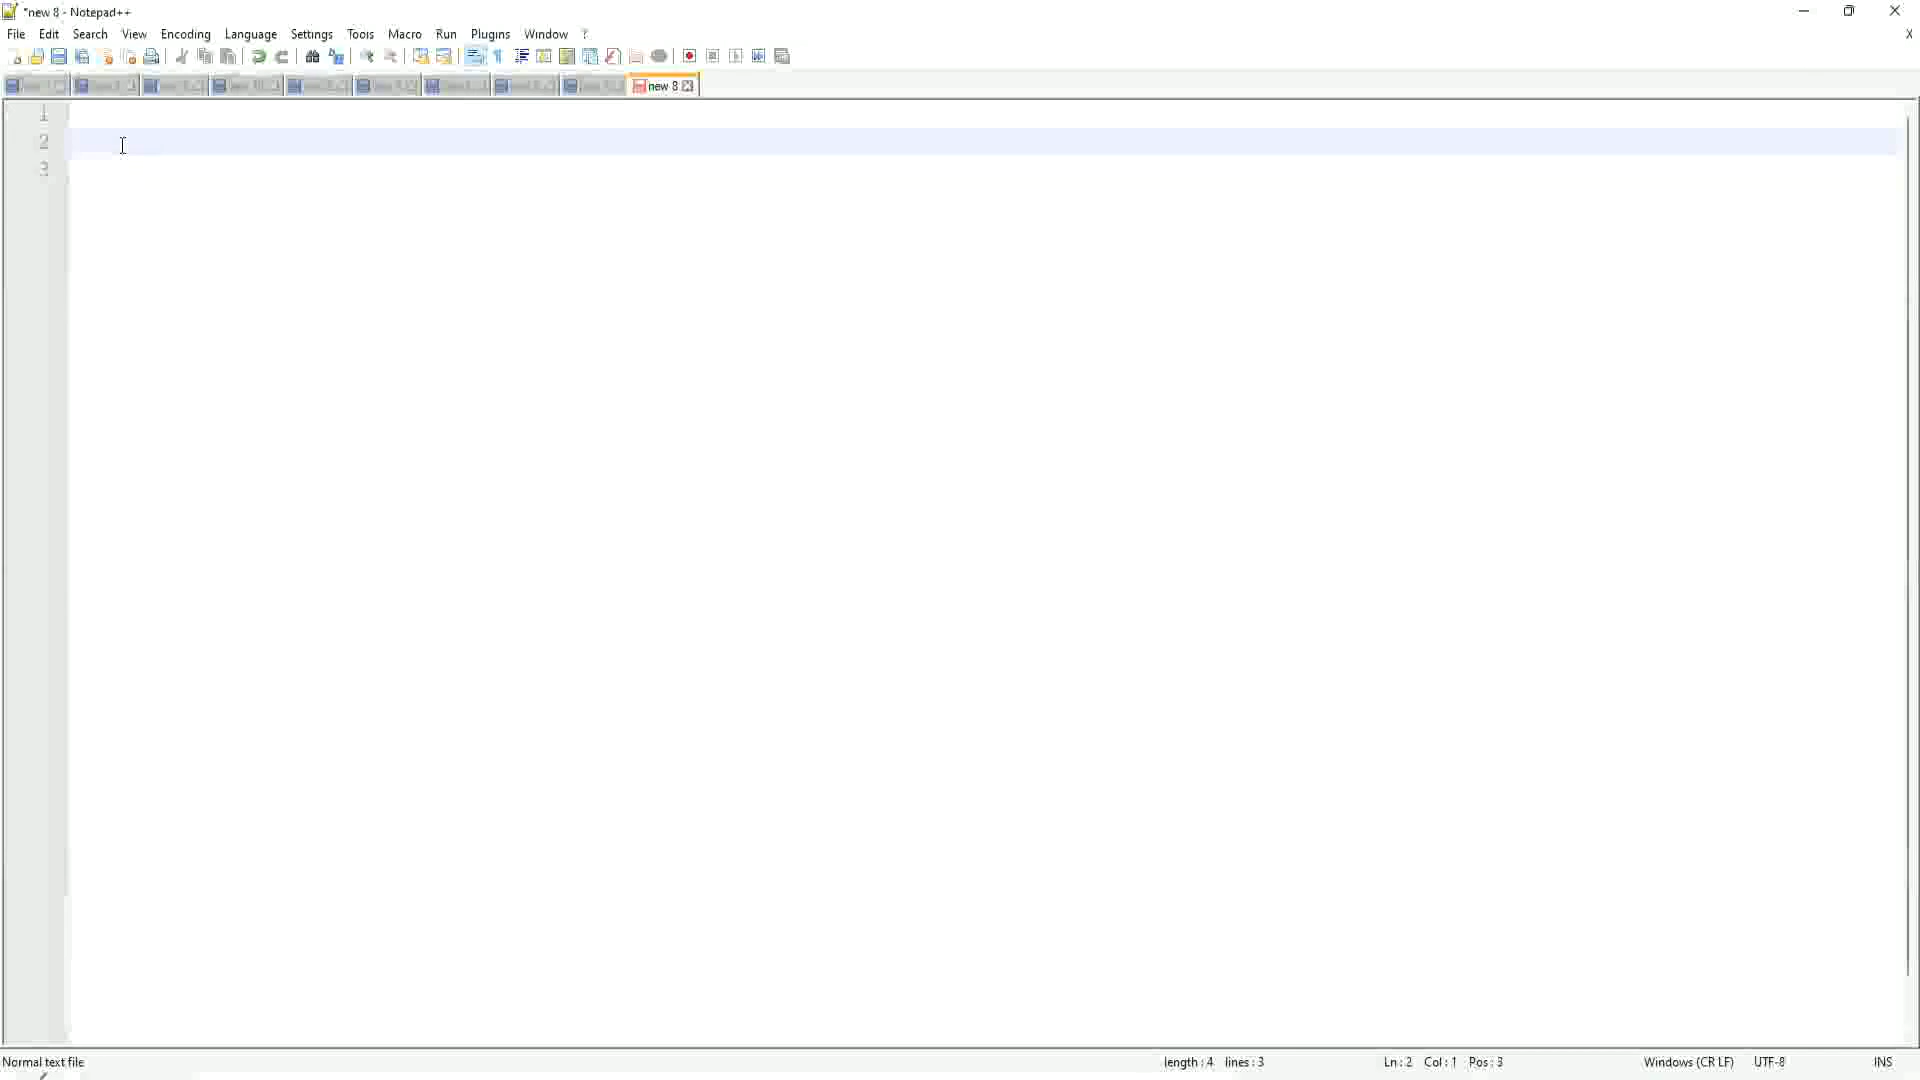 *new 8 - Notepad++
File Edit Search View Encoding Language Settings Tools Macro Run Plugins Window ?
X
new 8
1
2
3
Normal text file length : 4 lines : 3 Ln : 2 Col : 1 Pos : 3 Windows (CR LF) UTF-8 INS